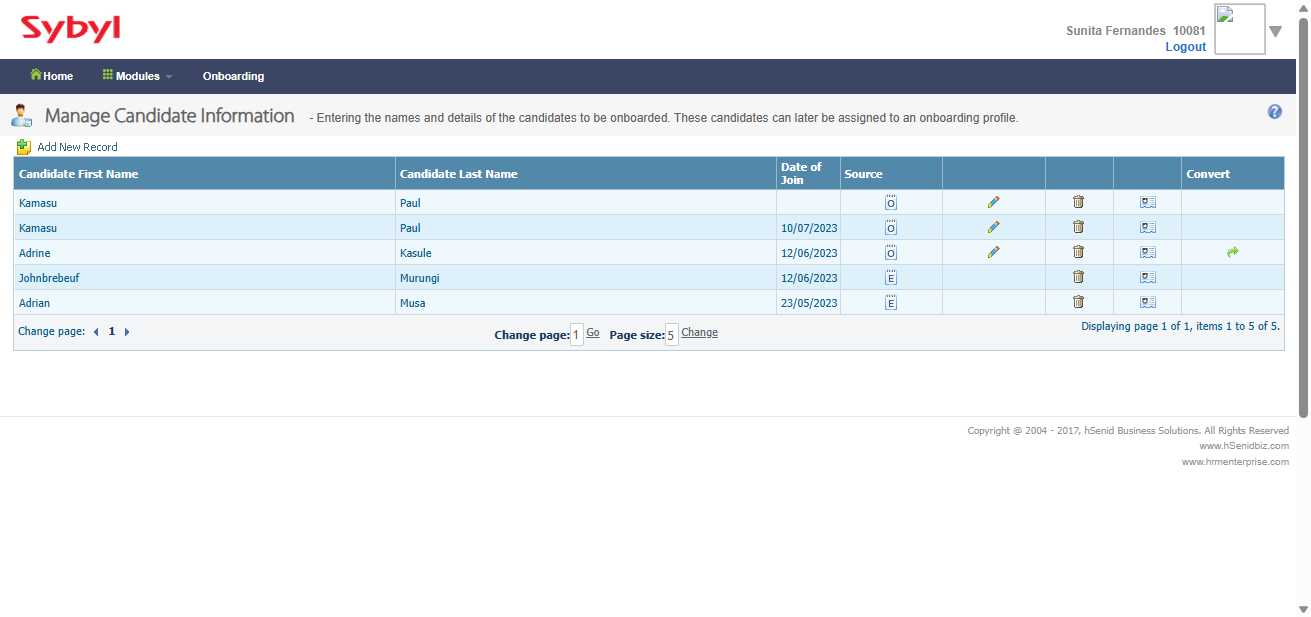 Sybyl
Sunita Fernandes 10081
Logout
Home Modules Onboarding
Manage Candidate Information - Entering the names and details of the candidates to be onboarded. These candidates can later be assigned to an onboarding profile.
Add New Record
Candidate First Name Candidate Last Name Date of Join Source Convert
Kamasu Paul O
Kamasu Paul 10/07/2023 O
Adrine Kasule 12/06/2023 O
Johnbrebeuf Murungi 12/06/2023 E
Adrian Musa 23/05/2023 E
Change page: 1 Change page: 1 Go Page size: 5 Change Displaying page 1 of 1, items 1 to 5 of 5.
Copyright @ 2004 - 2017, hSenid Business Solutions. All Rights Reserved
www.hSenidbiz.com
www.hrmenterprise.com